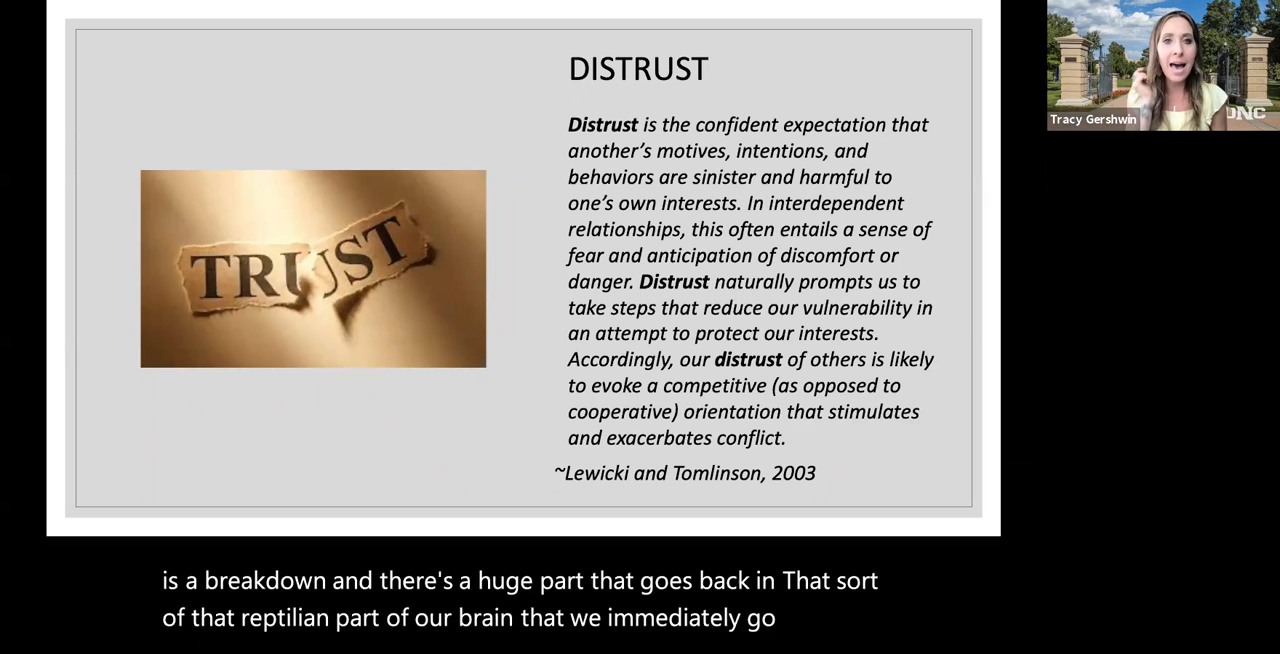 DISTRUST
Distrust is the confident expectation that
another’s motives, intentions, and
behaviors are sinister and harmful to
one’s own interests. In interdependent
relationships, this often entails a sense of
fear and anticipation of discomfort or
danger. Distrust naturally prompts us to
take steps that reduce our vulnerability in
an attempt to protect our interests.
Accordingly, our distrust of others is likely
to evoke a competitive (as opposed to
cooperative) orientation that stimulates
and exacerbates conflict.
~Lewicki and Tomlinson, 2003
TRUST
Tracy Gershwin
UNC
is a breakdown and there's a huge part that goes back in That sort
of that reptilian part of our brain that we immediately go